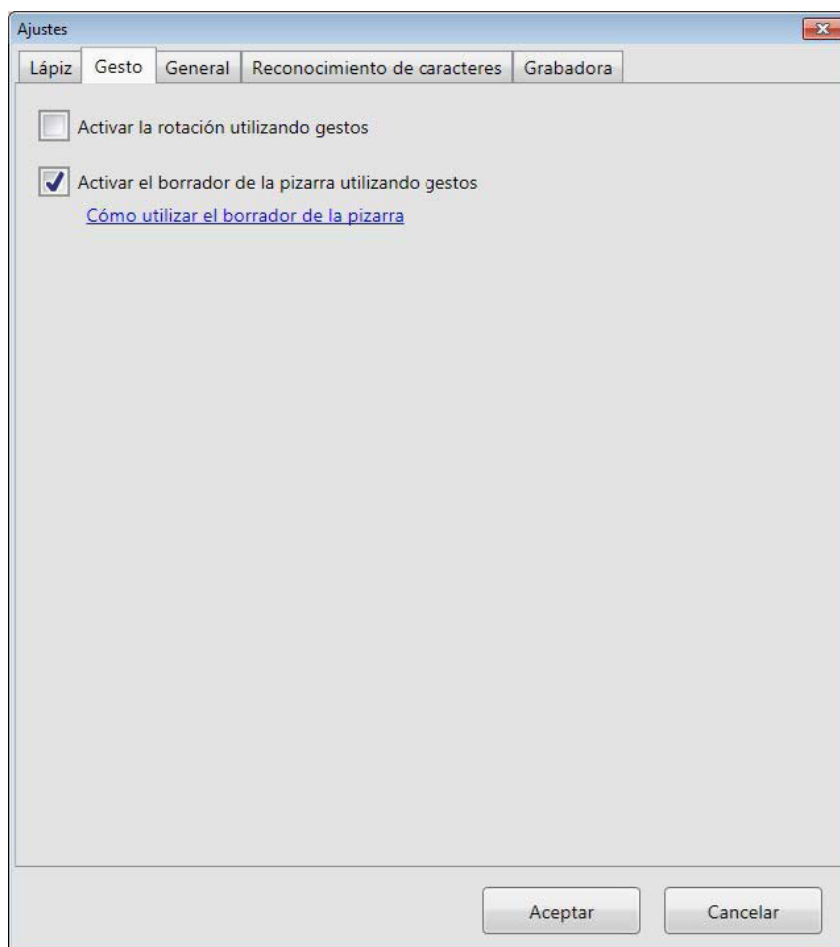 Ajustes
Lápiz Gesto General Reconocimiento de caracteres Grabadora
Activar la rotación utilizando gestos
Activar el borrador de la pizarra utilizando gestos
Cómo utilizar el borrador de la pizarra
Aceptar Cancelar